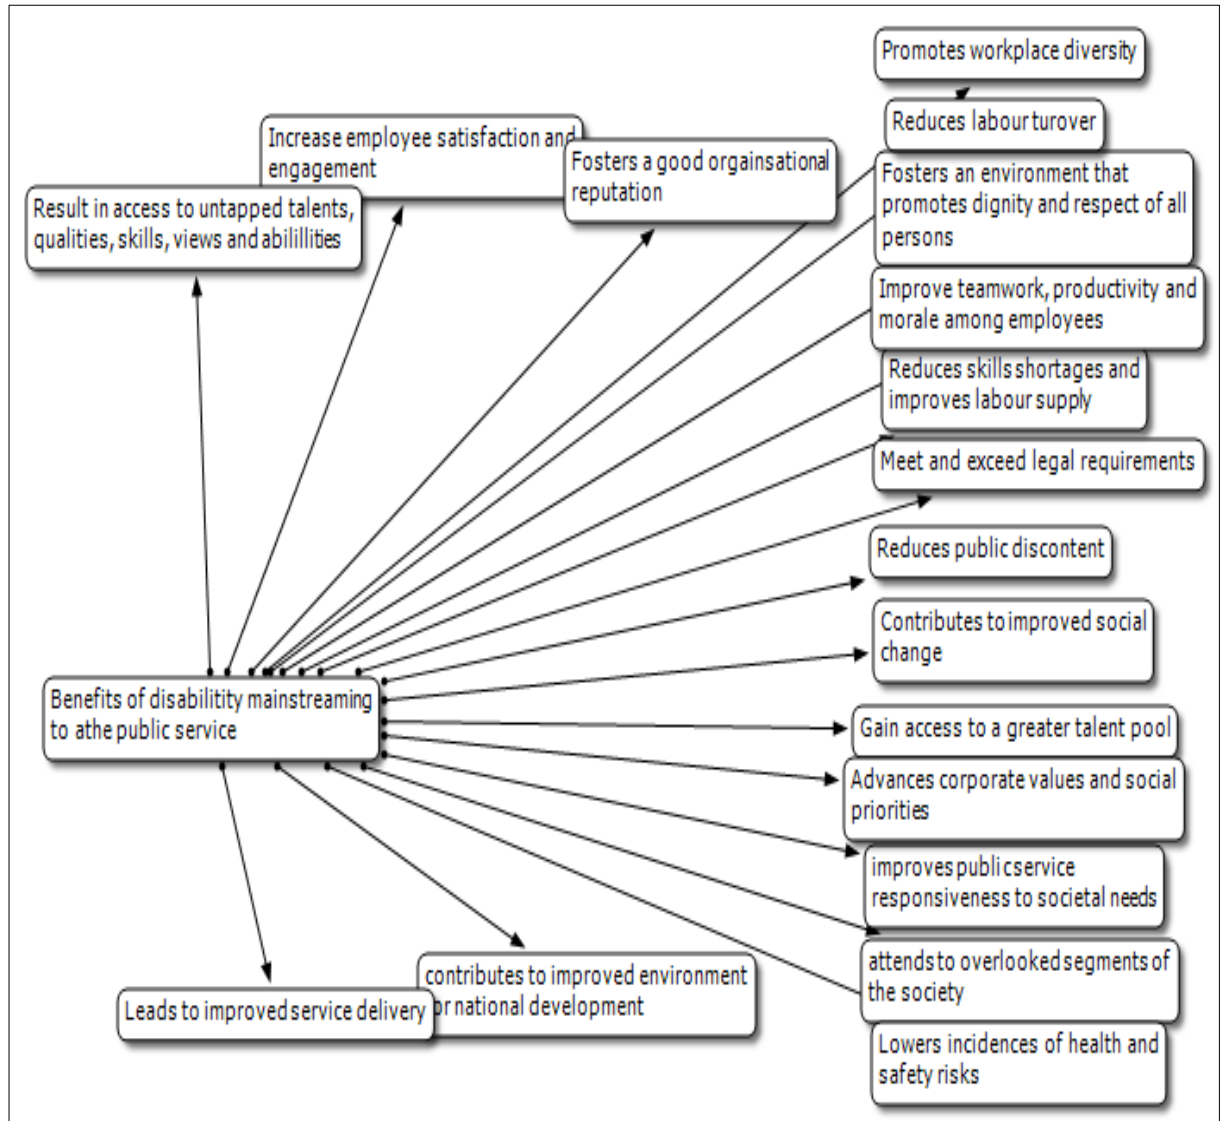 Promotes workplace diversity
Reduces labour turover
Increase employee satisfaction and
engagement
Fosters a good orgainsational
reputation
Result in access to untapped talents,
qualities, skills, views and abilillities
Fosters an environment that
promotes dignity and respect of all
persons
Improve teamwork, productivity and
morale among employees
Reduces skills shortages and
improves labour supply
Meet and exceed legal requirements
Reduces public discontent
Contributes to improved social
change
Benefits of disabilitity mainstreaming
to athe public service
Gain access to a greater talent pool
Advances corporate values and social
priorities
improves public service
responsiveness to societal needs
attends to overlooked segments of
the society
contributes to improved environment
or national development
Leads to improved service delivery
Lowers incidences of health and
safety risks